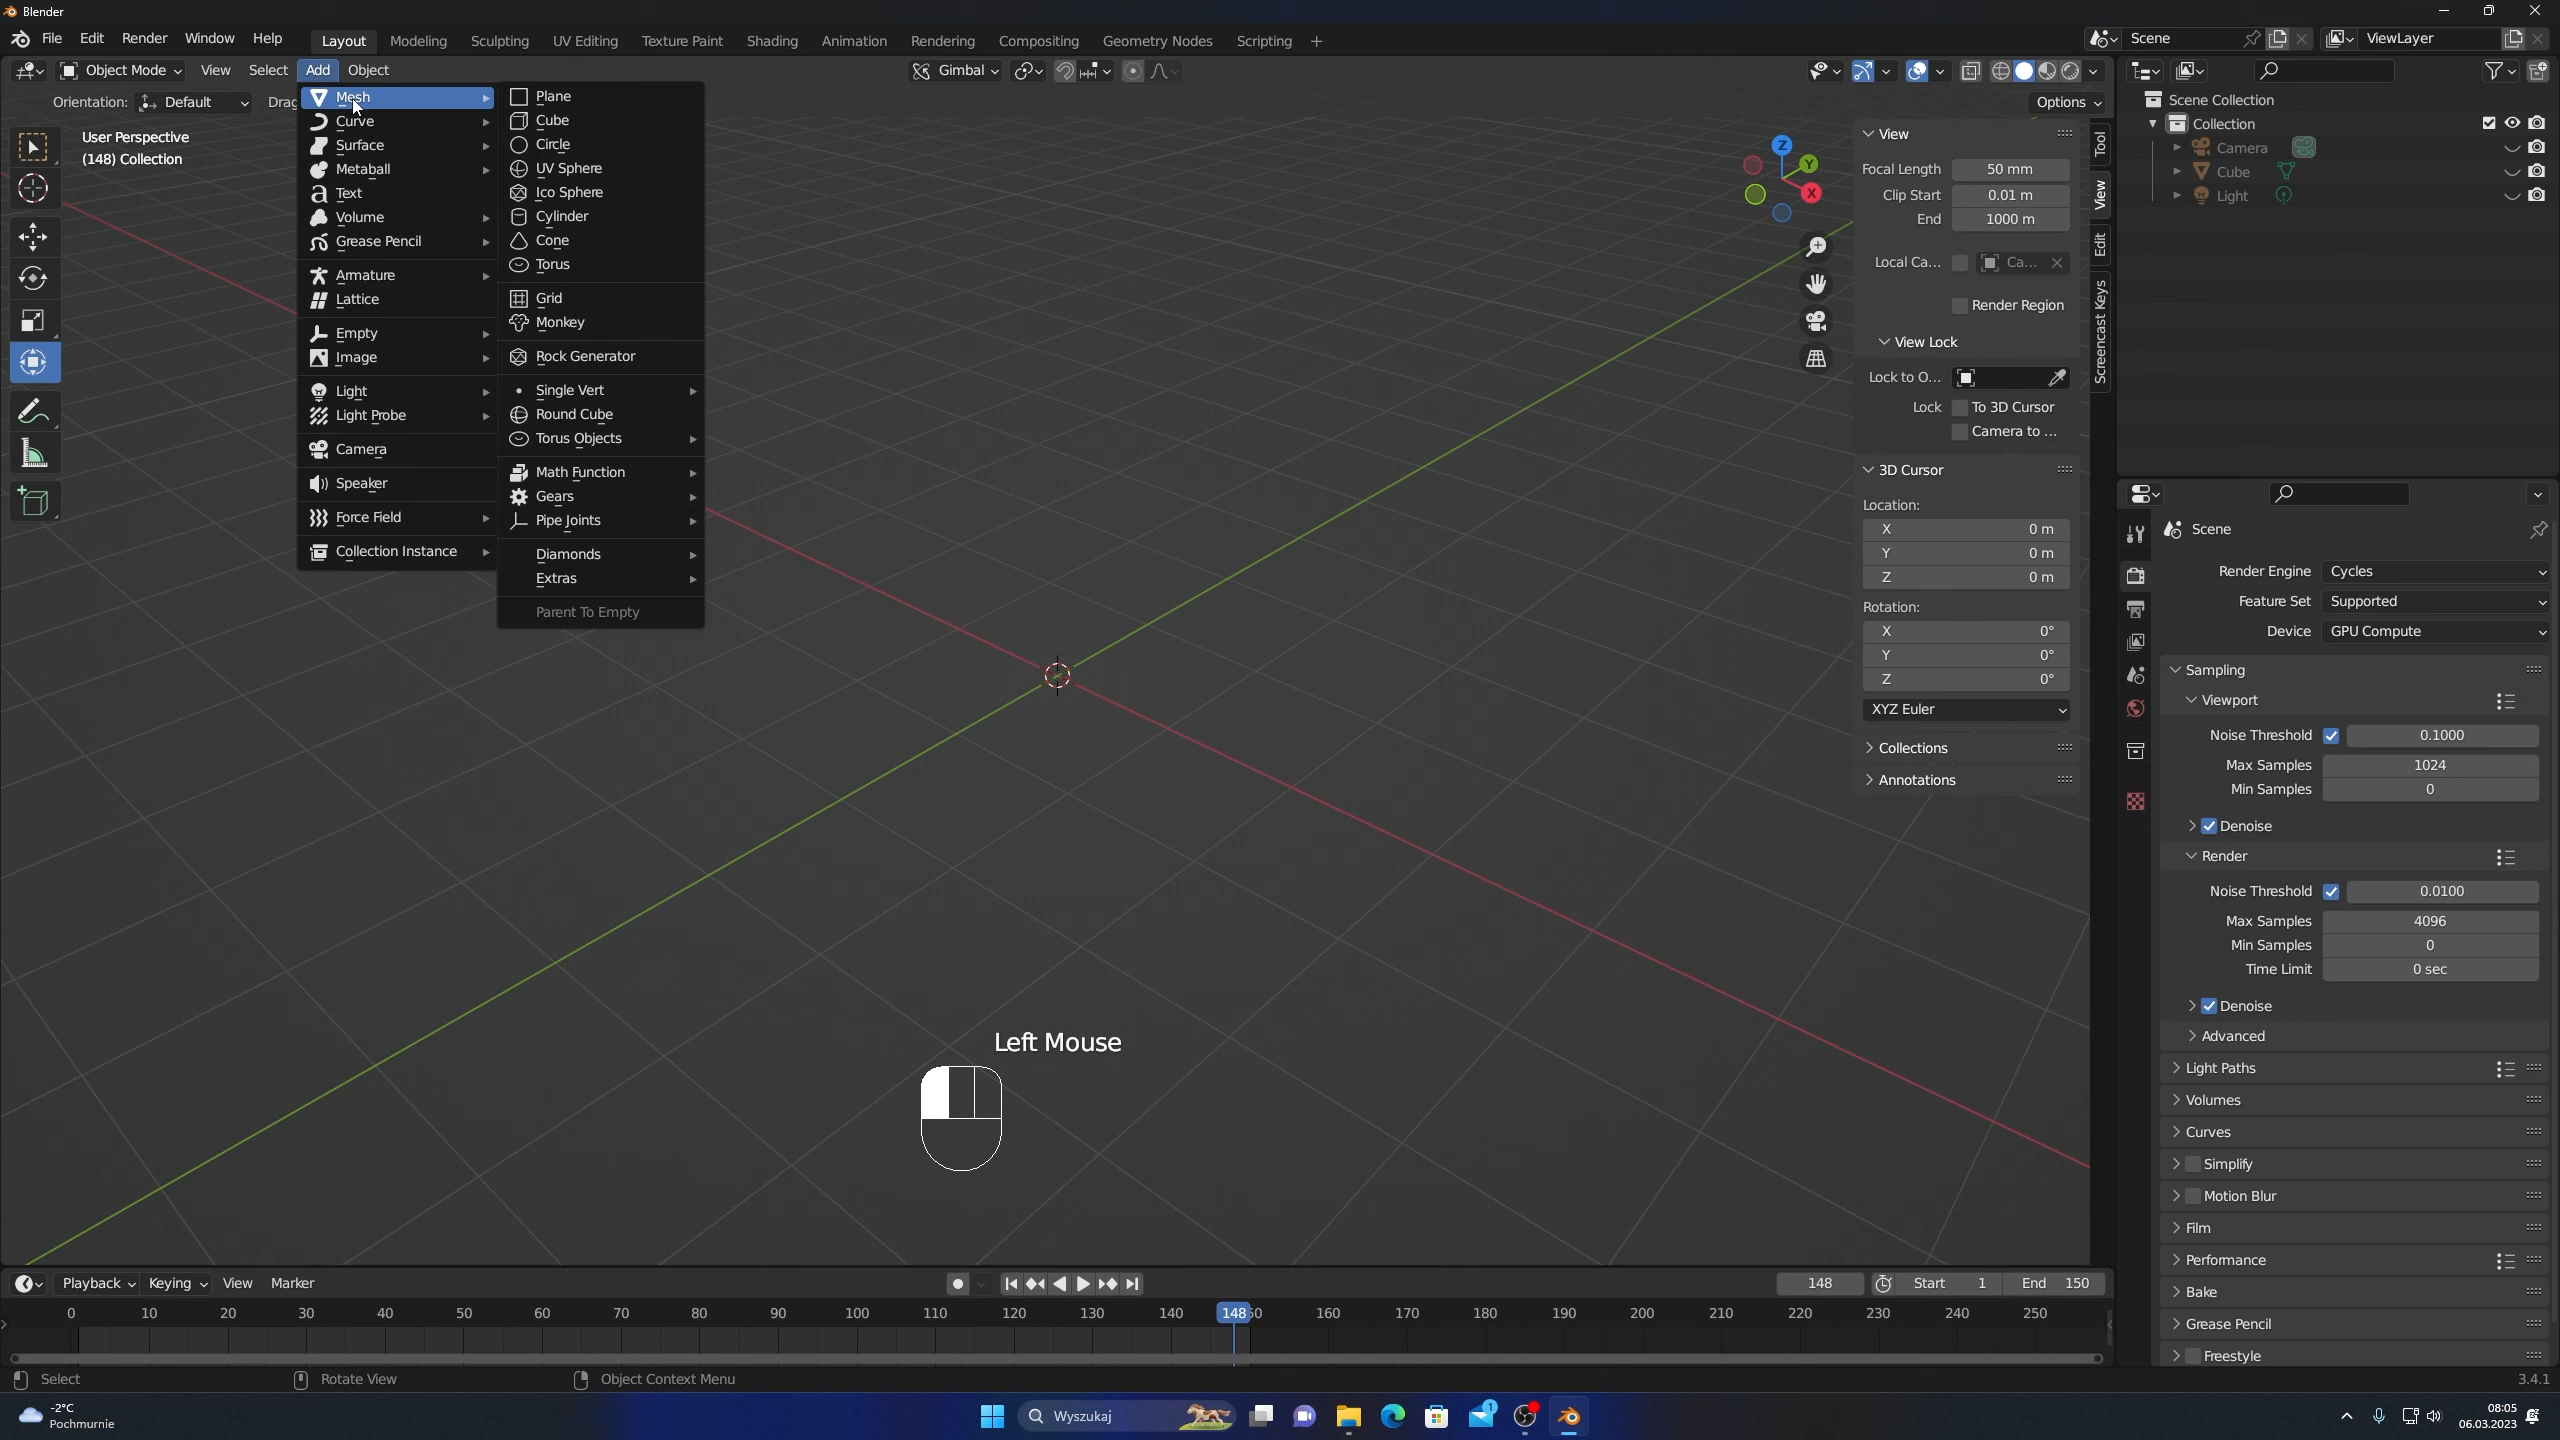 Blender
File Edit Render Window Help Layout Modeling Sculpting UV Editing Texture Paint Shading Animation Rendering Compositing Geometry Nodes Scripting + Scene ViewLayer
Object Mode View Select Add Object Gimbal
Orientation: Default Drag Options
User Perspective
(148) Collection
Mesh
Curve
Surface
Metaball
Text
Volume
Grease Pencil
Armature
Lattice
Empty
Image
Light
Light Probe
Camera
Speaker
Force Field
Collection Instance
Plane
Cube
Circle
UV Sphere
Ico Sphere
Cylinder
Cone
Torus
Grid
Monkey
Rock Generator
Single Vert
Round Cube
Torus Objects
Math Function
Gears
Pipe Joints
Diamonds
Extras
Parent To Empty
Z
Y
X
View
Focal Length 50 mm
Clip Start 0.01 m
End 1000 m
Local Ca... Ca...
Render Region
View Lock
Lock to O...
Lock To 3D Cursor
Camera to ...
3D Cursor
Location:
X 0 m
Y 0 m
Z 0 m
Rotation:
X 0°
Y 0°
Z 0°
XYZ Euler
Collections
Annotations
Tool
View
Edit
Screencast Keys
Scene Collection
Collection
Camera
Cube
Light
Scene
Render Engine Cycles
Feature Set Supported
Device GPU Compute
Sampling
Viewport
Noise Threshold 0.1000
Max Samples 1024
Min Samples 0
Denoise
Render
Noise Threshold 0.0100
Max Samples 4096
Min Samples 0
Time Limit 0 sec
Denoise
Advanced
Light Paths
Volumes
Curves
Simplify
Motion Blur
Film
Performance
Bake
Grease Pencil
Freestyle
Left Mouse
Playback Keying View Marker 148 Start 1 End 150
0 10 20 30 40 50 60 70 80 90 100 110 120 130 140 148 160 170 180 190 200 210 220 230 240 250
Select Rotate View Object Context Menu 3.4.1
-2°C
Pochmurnie
Wyszukaj
1
08:05
06.03.2023